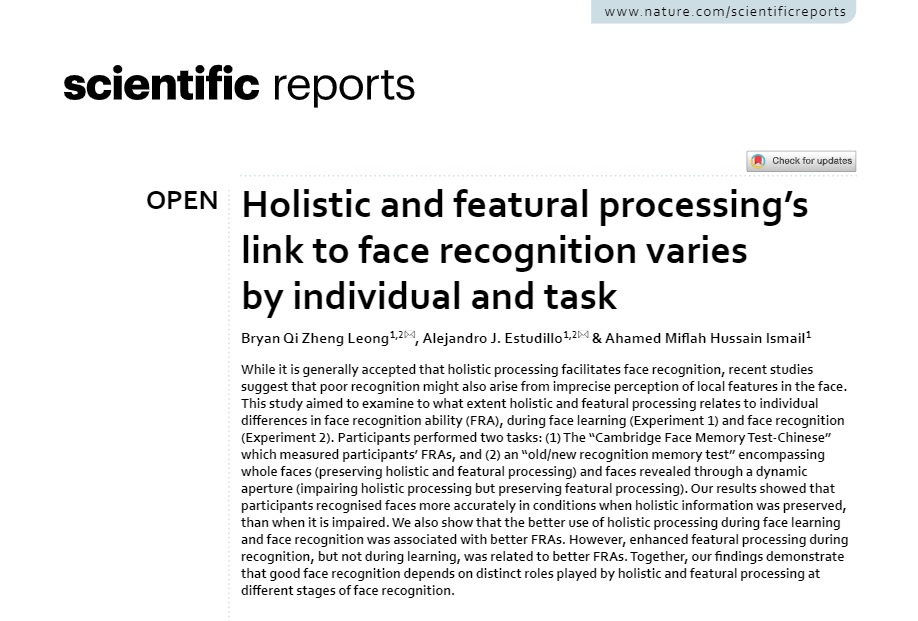 www.nature.com/scientificreports
scientific reports
Check for updates
OPEN
Holistic and featural processing’s
link to face recognition varies
by individual and task
Bryan Qi Zheng Leong1,2✉, Alejandro J. Estudillo1,2✉ & Ahamed Miflah Hussain Ismail1
While it is generally accepted that holistic processing facilitates face recognition, recent studies
suggest that poor recognition might also arise from imprecise perception of local features in the face.
This study aimed to examine to what extent holistic and featural processing relates to individual
differences in face recognition ability (FRA), during face learning (Experiment 1) and face recognition
(Experiment 2). Participants performed two tasks: (1) The “Cambridge Face Memory Test-Chinese”
which measured participants’ FRAs, and (2) an “old/new recognition memory test” encompassing
whole faces (preserving holistic and featural processing) and faces revealed through a dynamic
aperture (impairing holistic processing but preserving featural processing). Our results showed that
participants recognised faces more accurately in conditions when holistic information was preserved,
than when it is impaired. We also show that the better use of holistic processing during face learning
and face recognition was associated with better FRAs. However, enhanced featural processing during
recognition, but not during learning, was related to better FRAs. Together, our findings demonstrate
that good face recognition depends on distinct roles played by holistic and featural processing at
different stages of face recognition.